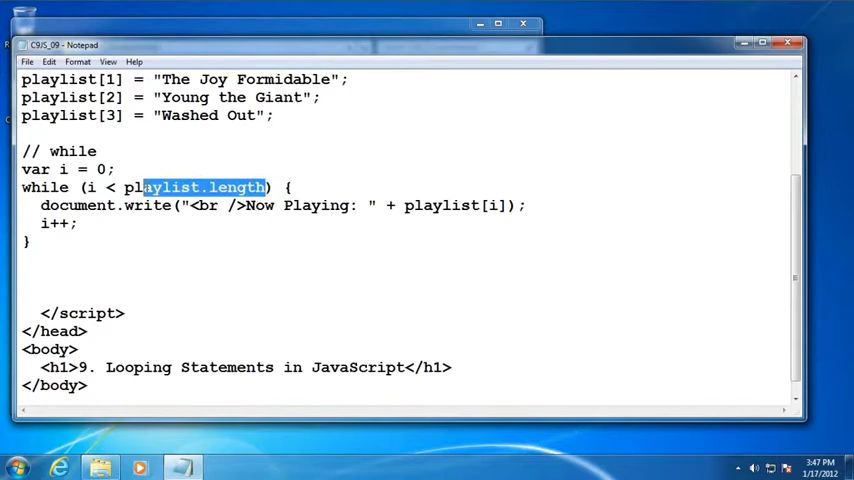 C9JS_09 - Notepad
File Edit Format View Help
playlist[1] = "The Joy Formidable";
playlist[2] = "Young the Giant";
playlist[3] = "Washed Out";
// while
var i = 0;
while (i < playlist.length) {
document.write("<br />Now Playing: " + playlist[i]);
i++;
}
</script>
</head>
<body>
<h1>9. Looping Statements in JavaScript</h1>
</body>
3:47 PM
1/17/2012